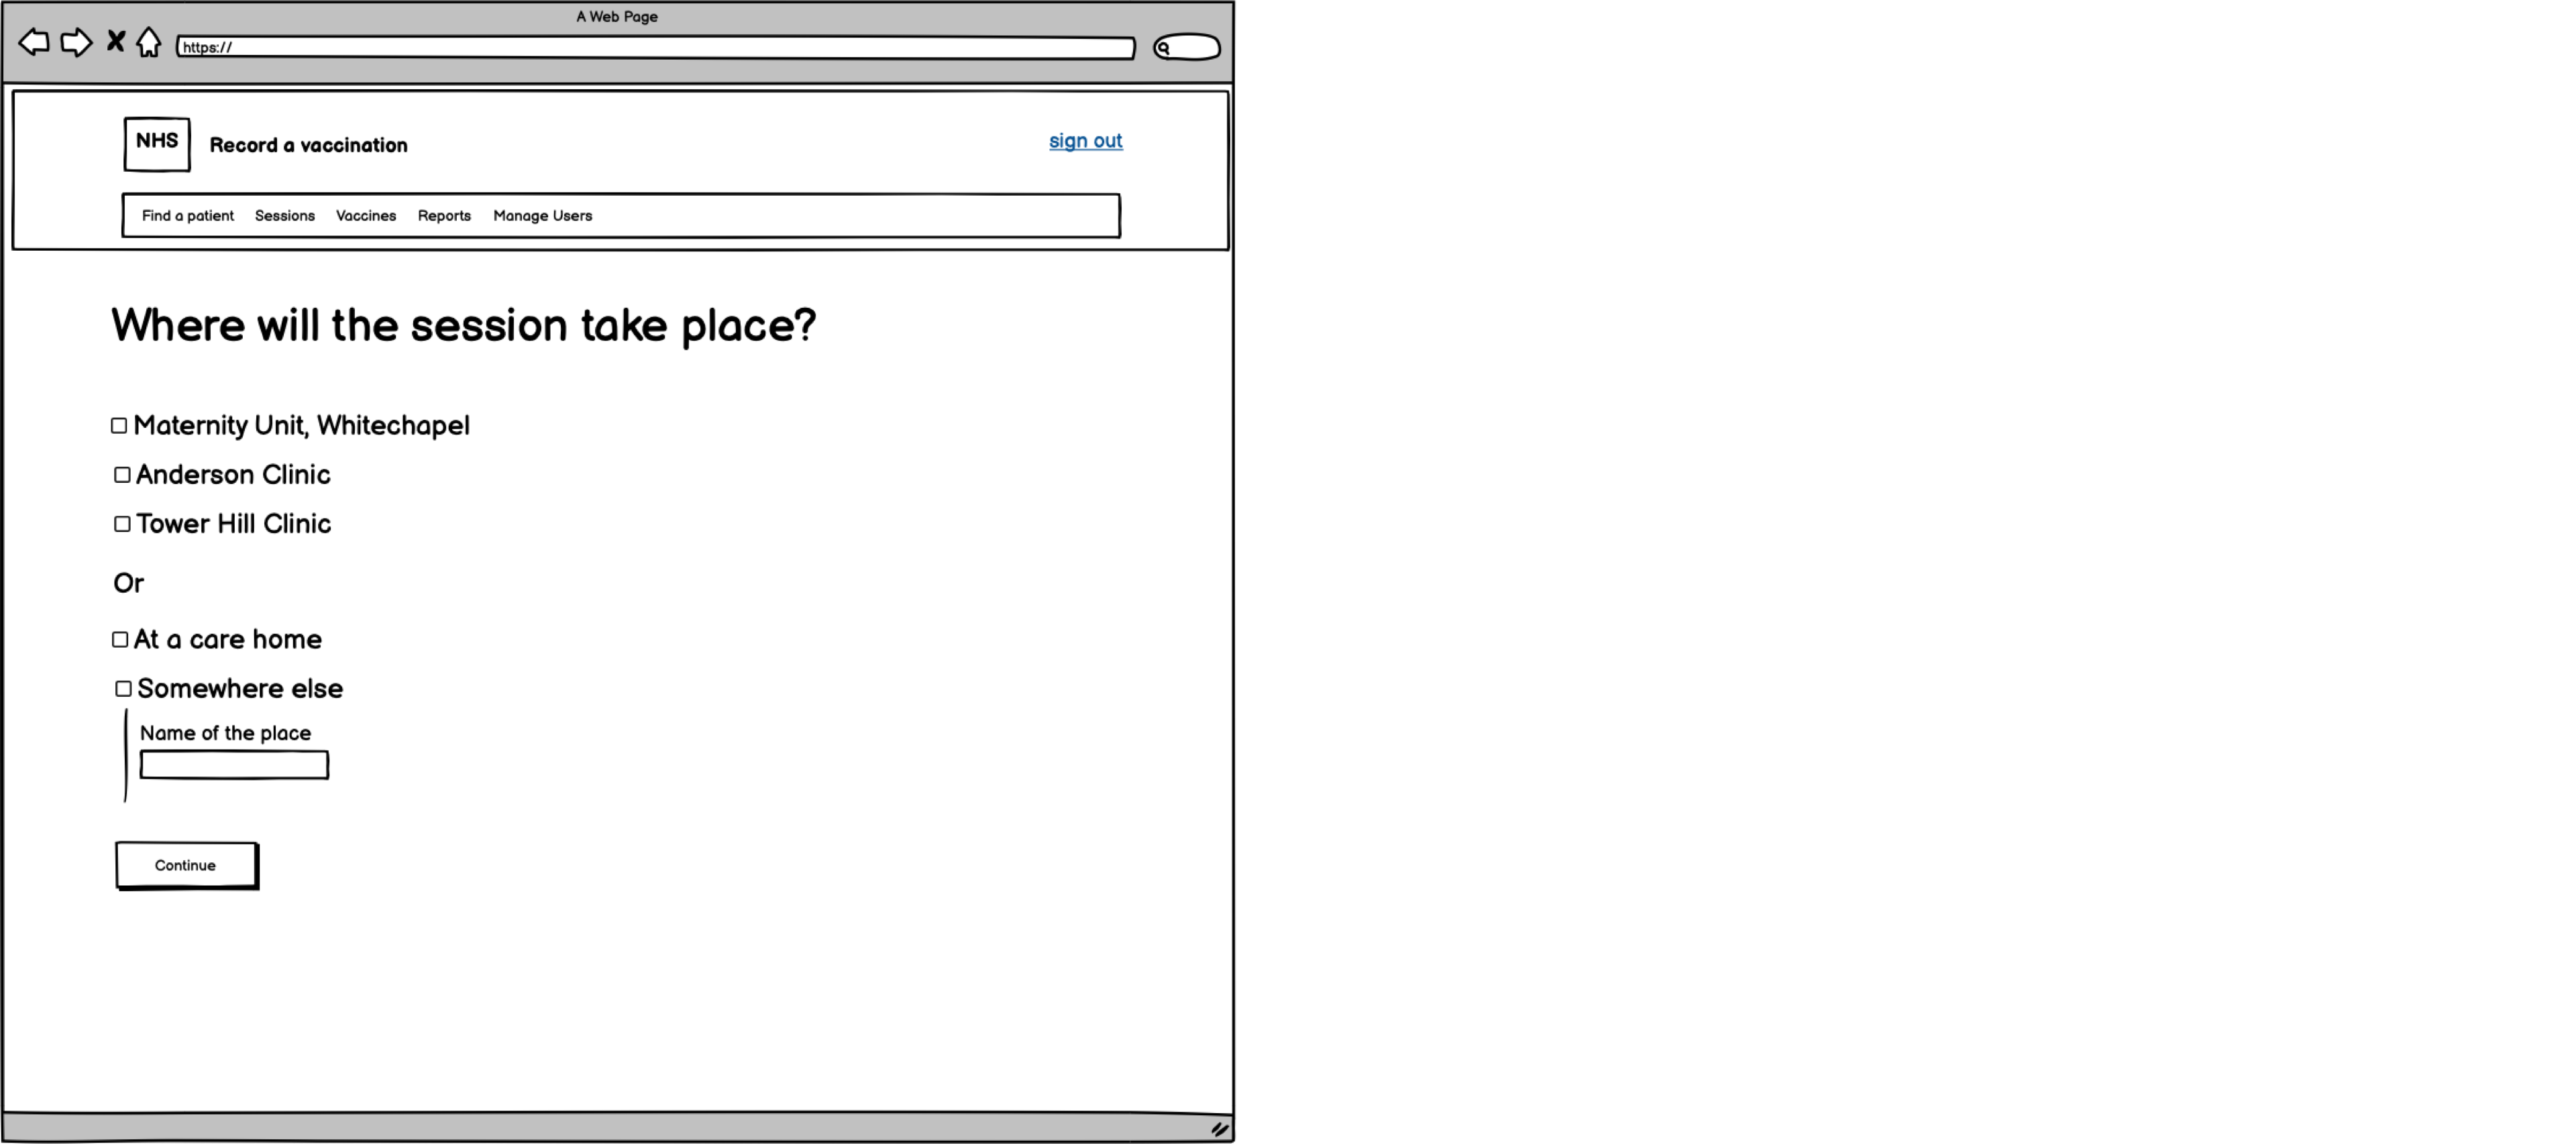 A Web Page
https://
NHS
Record a vaccination
sign out
Find a patient Sessions Vaccines Reports Manage Users
Where will the session take place?
Maternity Unit, Whitechapel
Anderson Clinic
Tower Hill Clinic
Or
At a care home
Somewhere else
Name of the place
Continue